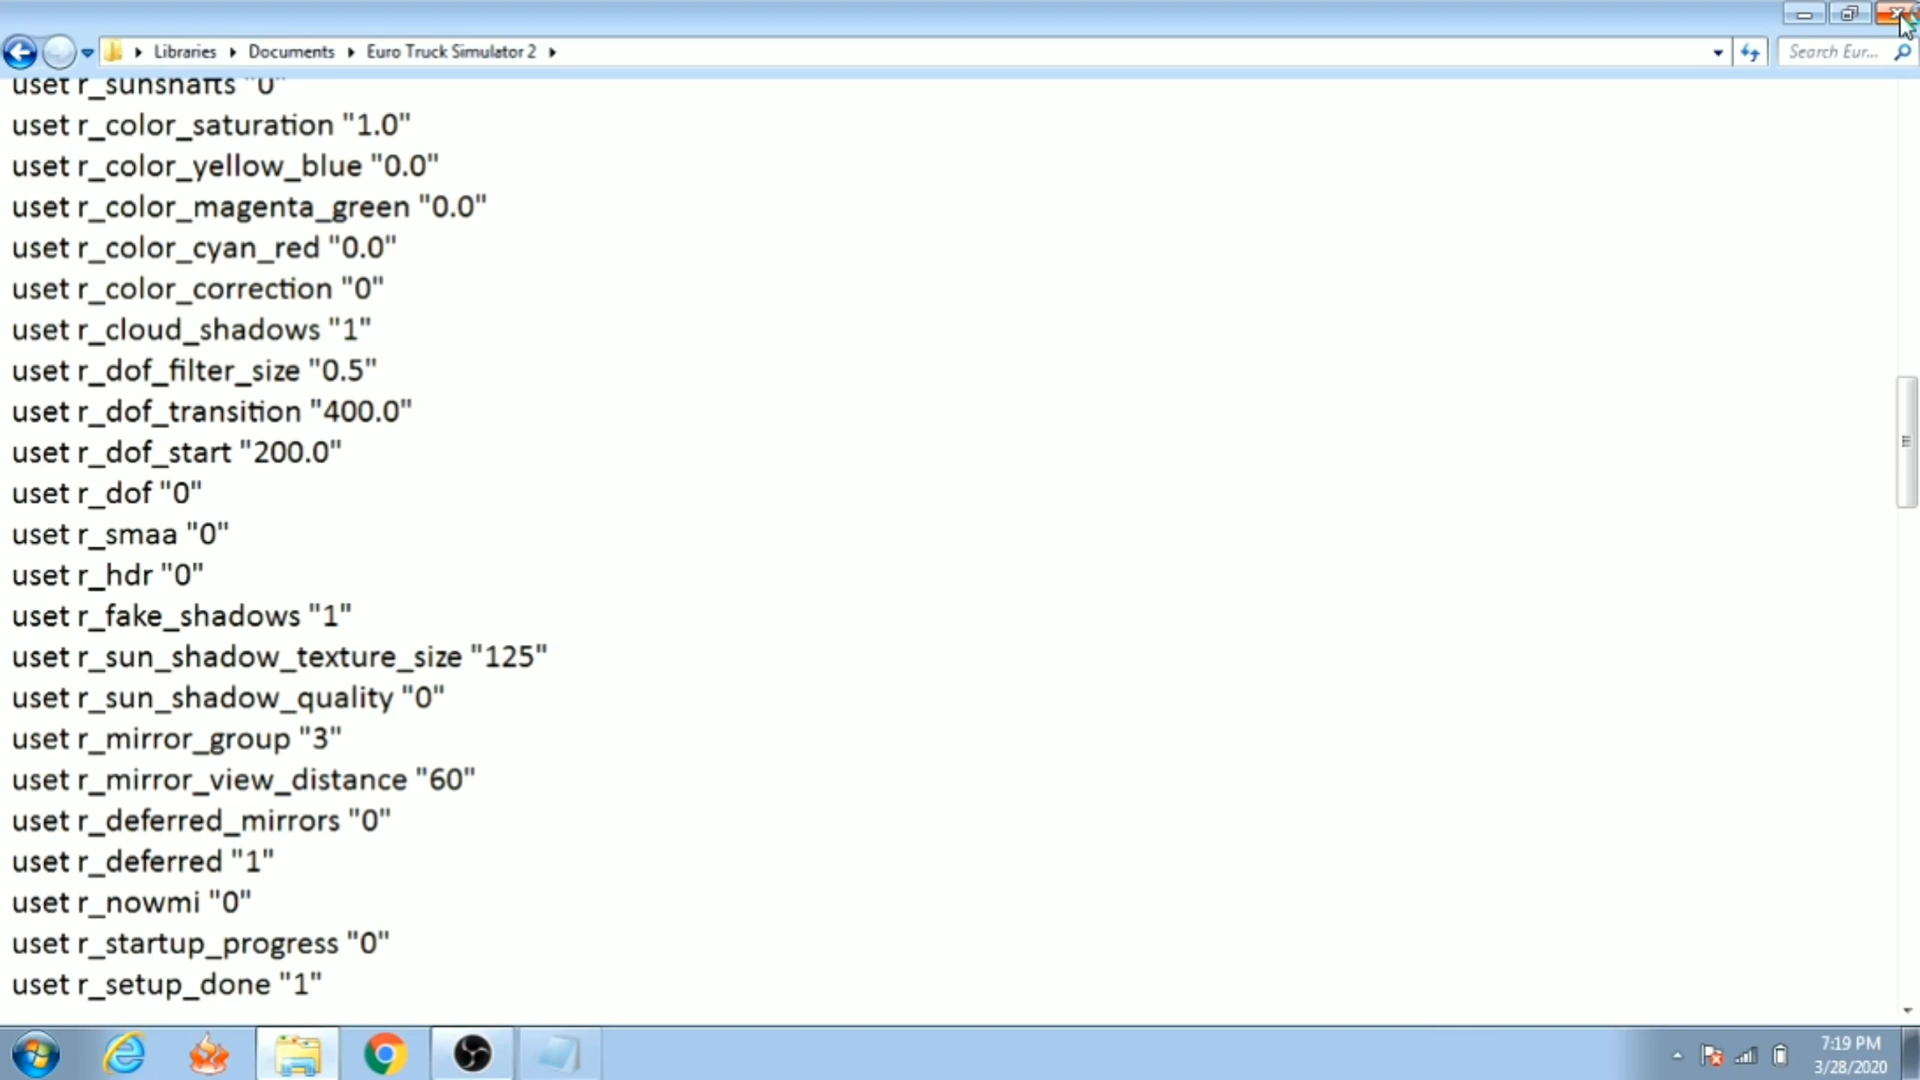 Libraries Documents Euro Truck Simulator 2
Search Eur...
uset r_sunshafts "0"
uset r_color_saturation "1.0"
uset r_color_yellow_blue "0.0"
uset r_color_magenta_green "0.0"
uset r_color_cyan_red "0.0"
uset r_color_correction "0"
uset r_cloud_shadows "1"
uset r_dof_filter_size "0.5"
uset r_dof_transition "400.0"
uset r_dof_start "200.0"
uset r_dof "0"
uset r_smaa "0"
uset r_hdr "0"
uset r_fake_shadows "1"
uset r_sun_shadow_texture_size "125"
uset r_sun_shadow_quality "0"
uset r_mirror_group "3"
uset r_mirror_view_distance "60"
uset r_deferred_mirrors "0"
uset r_deferred "1"
uset r_nowmi "0"
uset r_startup_progress "0"
uset r_setup_done "1"
7:19 PM
3/28/2020